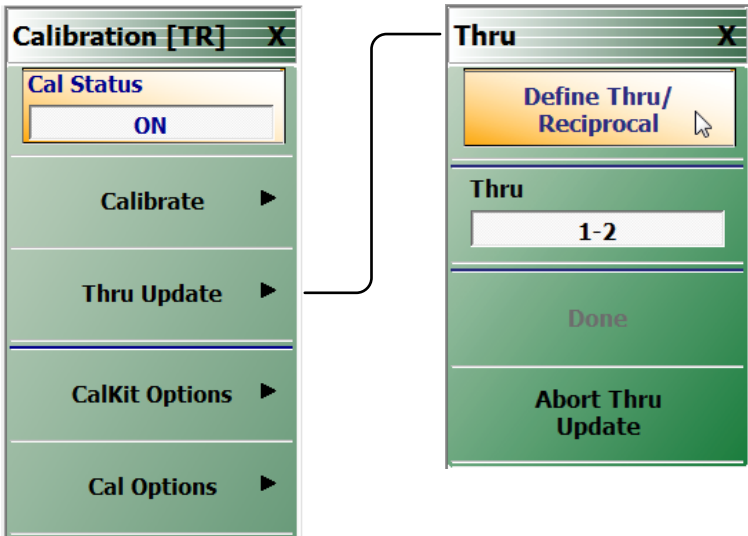 Calibration [TR] X
Cal Status
ON
Calibrate
Thru Update
CalKit Options
Cal Options
Thru X
Define Thru/
Reciprocal
Thru
1-2
Done
Abort Thru
Update